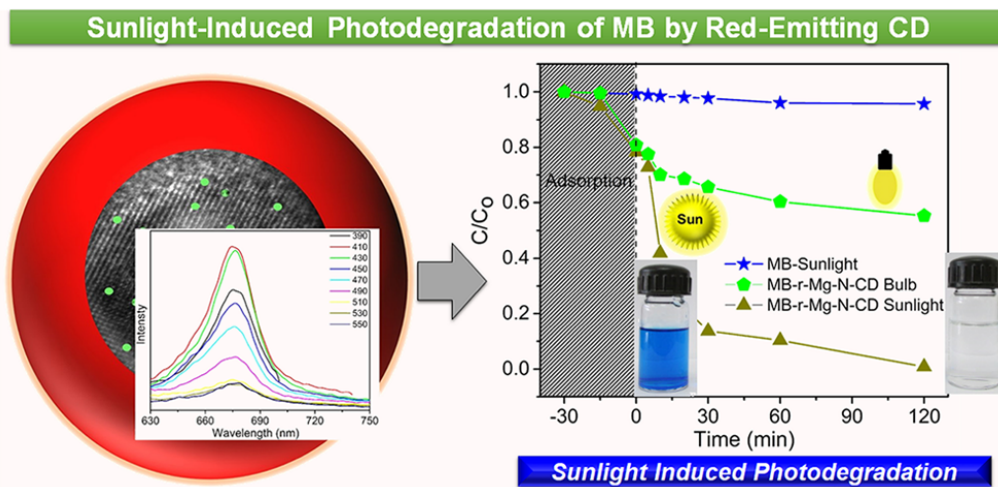 Sunlight-Induced Photodegradation of MB by Red-Emitting CD
390
410
430
450
470
490
510
530
550
Intensty
630 660 690 720 750
Wavelength (nm)
C/Co
1.0
0.8
0.6
0.4
0.2
0.0
Adsorption
Sun
MB-Sunlight
MB-r-Mg-N-CD Bulb
MB-r-Mg-N-CD Sunlight
-30 0 30 60 90 120
Time (min)
Sunlight Induced Photodegradation